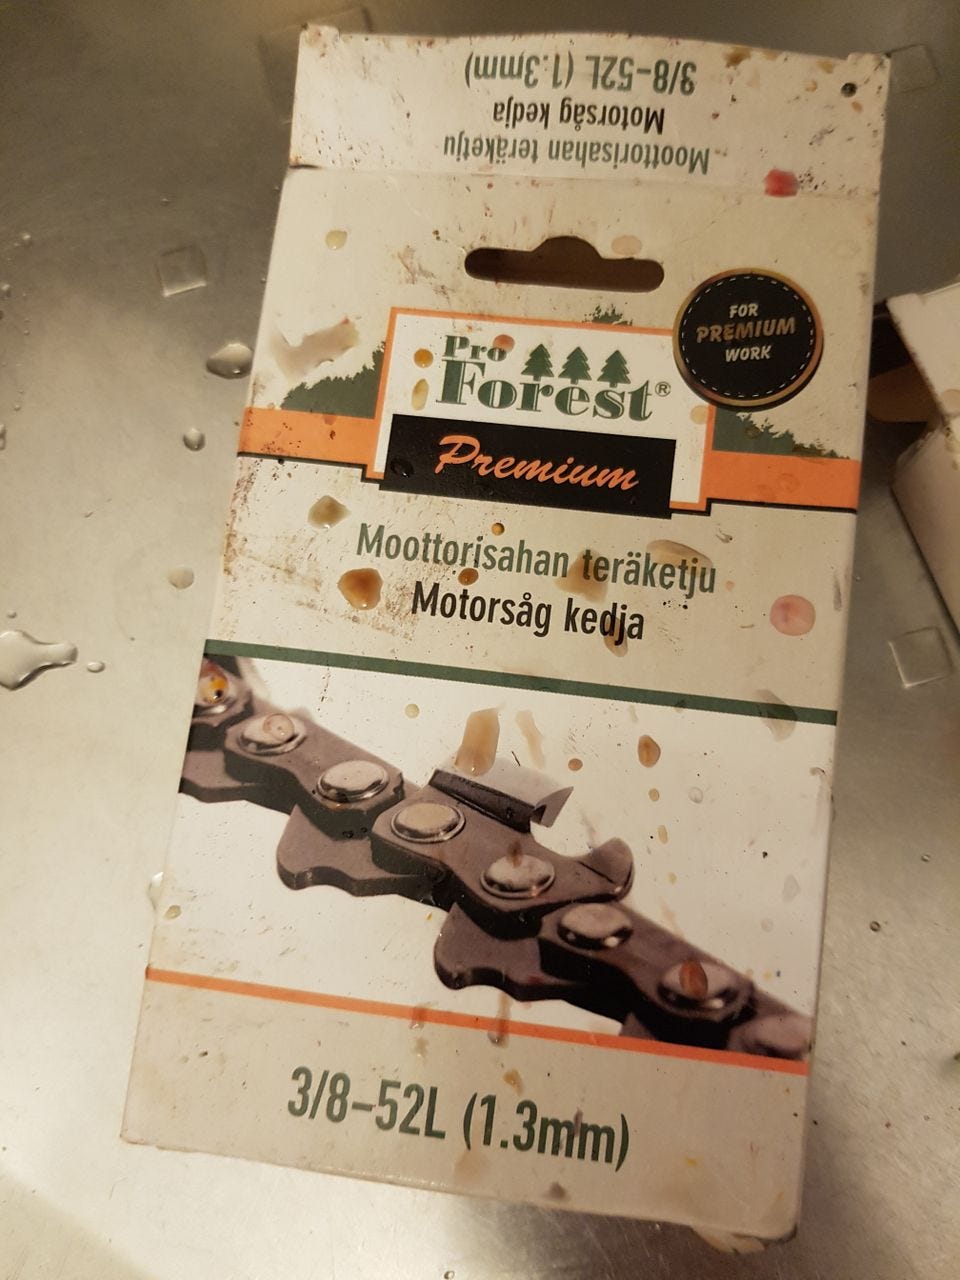 3/8-52L (1.3mm)
Motorsåg kedja
Moottorisahan teräketju
FOR
PREMIUM
WORK
Pro
Forest®
Premium
Moottorisahan teräketju
Motorsåg kedja
3/8-52L (1.3mm)